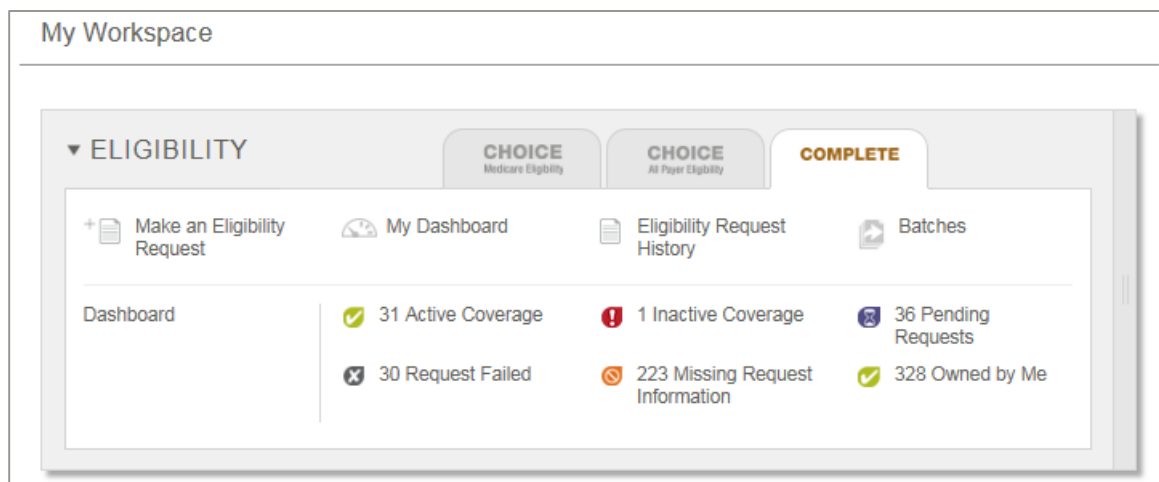 My Workspace
ELIGIBILITY
CHOICE
Medicare Eligibility
CHOICE
All Payer Eligibility
COMPLETE
Make an Eligibility
Request
My Dashboard
Eligibility Request
History
Batches
Dashboard
31 Active Coverage
1 Inactive Coverage
36 Pending
Requests
30 Request Failed
223 Missing Request
Information
328 Owned by Me